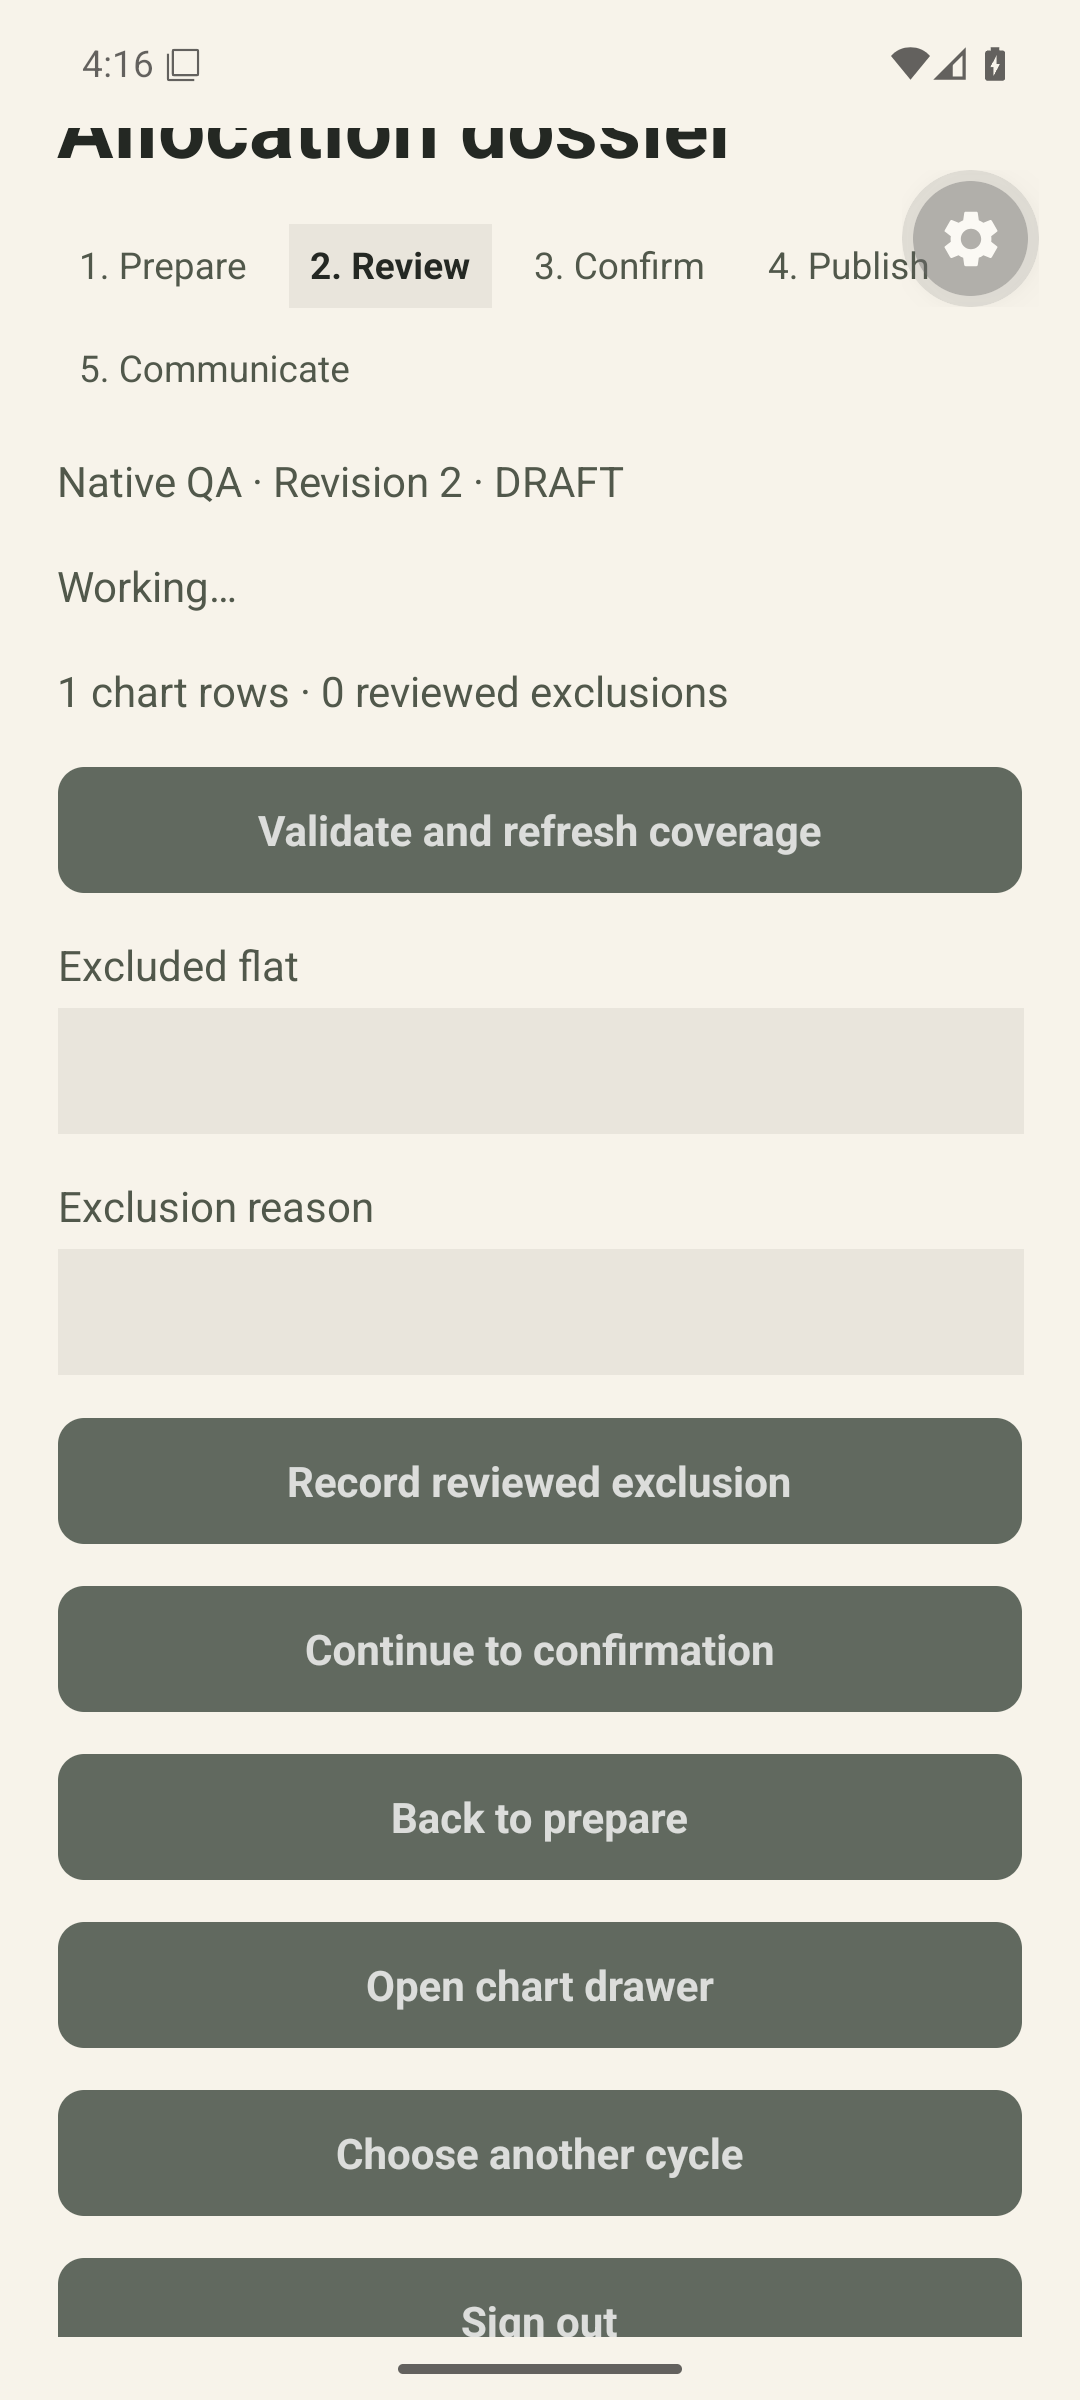 4:16
Allocation dossier
1. Prepare
2. Review
3. Confirm
4. Publish
5. Communicate
Native QA · Revision 2 · DRAFT
Working...
1 chart rows · 0 reviewed exclusions
Validate and refresh coverage
Excluded flat
Exclusion reason
Record reviewed exclusion
Continue to confirmation
Back to prepare
Open chart drawer
Choose another cycle
Sign out